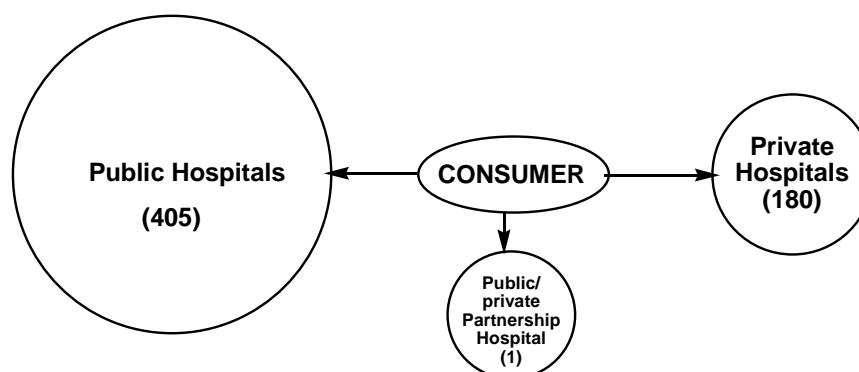 Public Hospitals
(405)
CONSUMER
Private
Hospitals
(180)
Public/
private
Partnership
Hospital
(1)